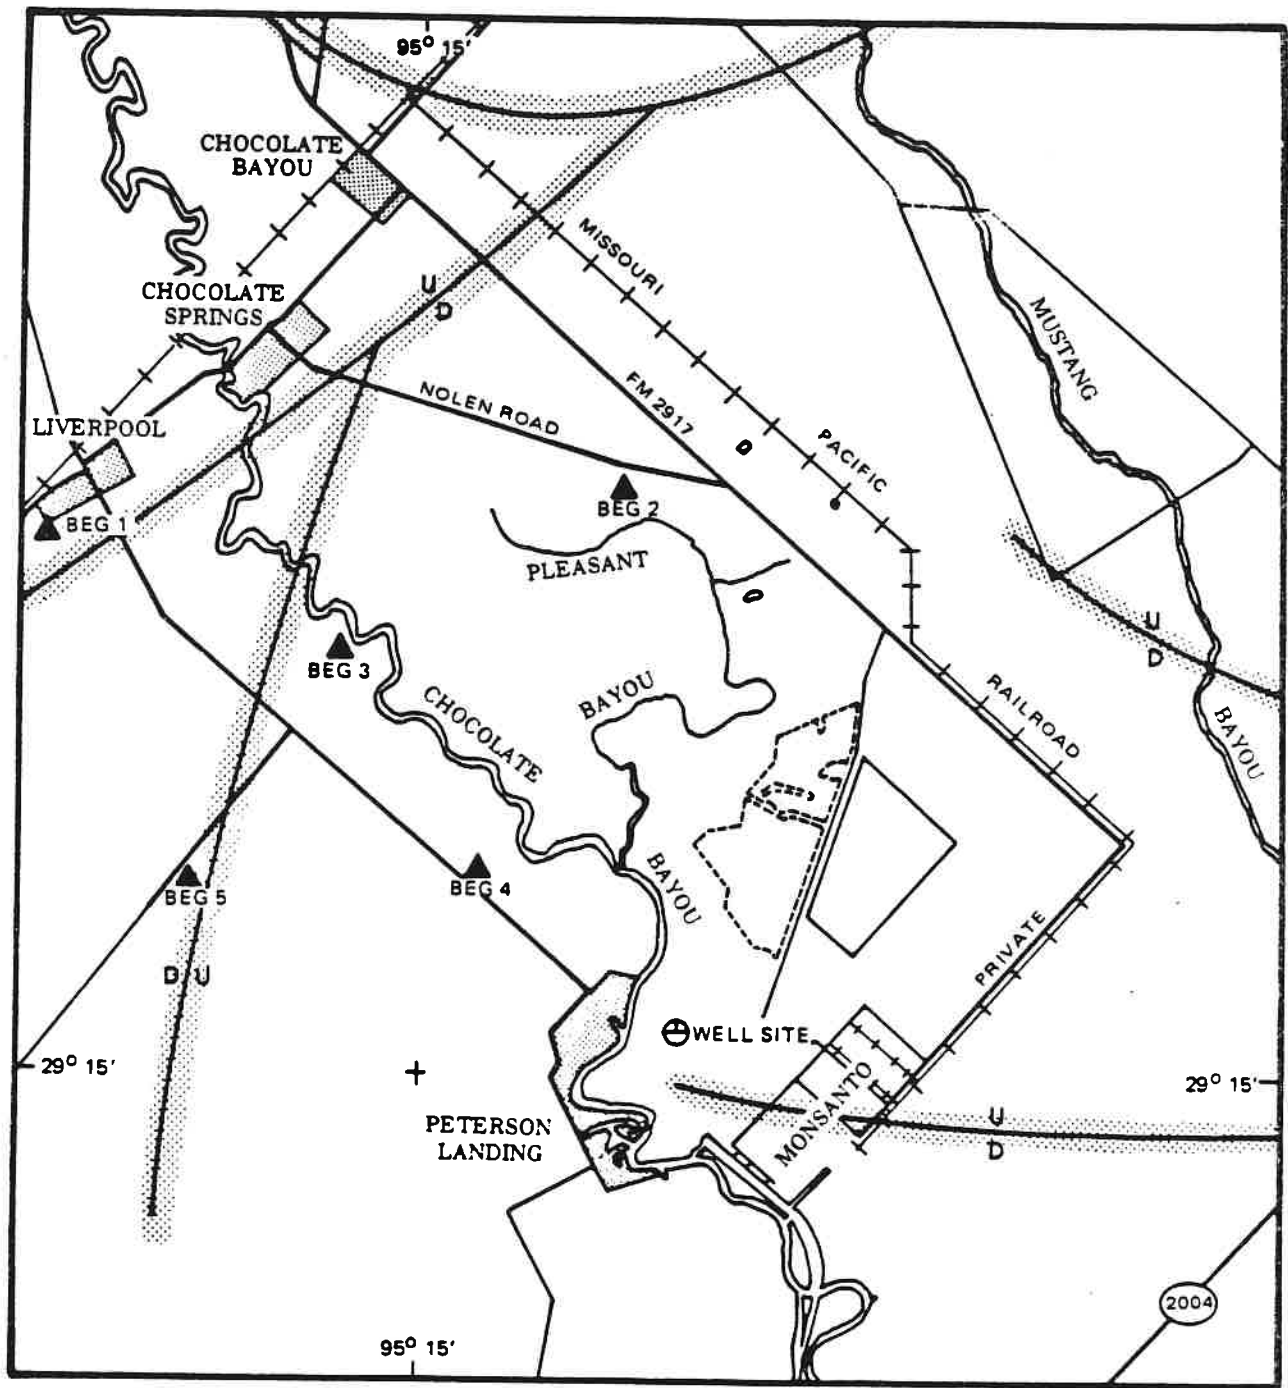 95° 15'
CHOCOLATE
BAYOU
MISSOURI
CHOCOLATE
SPRINGS
U
D
MUSTANG
NOLEN ROAD
FM 2917
LIVERPOOL
PACIFIC
BEG 1
BEG 2
PLEASANT
U
D
BEG 3
CHOCOLATE
BAYOU
RAILROAD
BAYOU
BEG 4
BEG 5
BAYOU
PRIVATE
D U
WELL SITE
29° 15'
29° 15'
MONSANTO
PETERSON
LANDING
U
D
2004
95° 15'